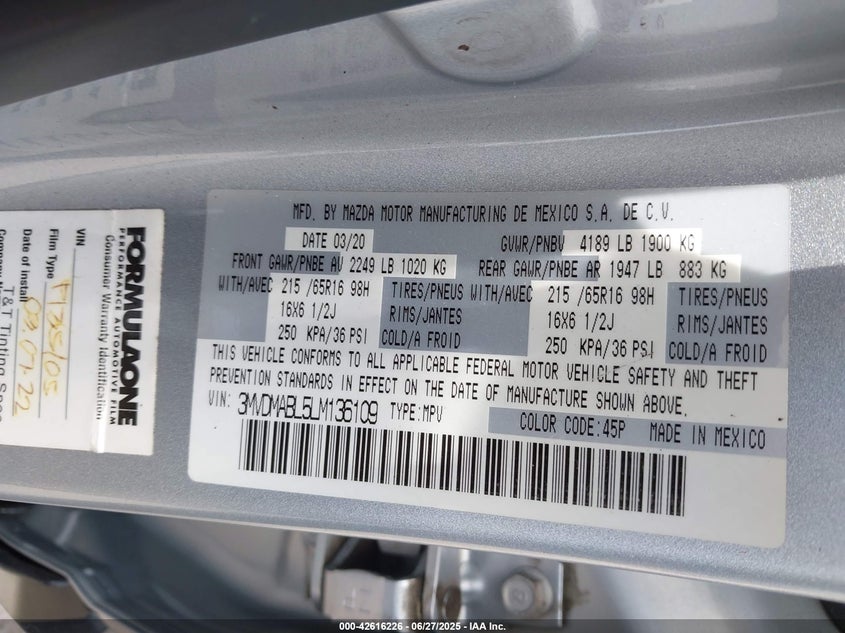 MFD. BY MAZDA MOTOR MANUFACTURING DE MEXICO S.A. DE C.V.
DATE 03/20 GVWR/PNBV 4189 LB 1900 KG
FRONT GAWR/PNBE AV 2249 LB 1020 KG REAR GAWR/PNBE AR 1947 LB 883 KG
WITH/AVEC 215 /65R16 98H TIRES/PNEUS WITH/AVEC 215 /65R16 98H TIRES/PNEUS
16X6 1/2J RIMS/JANTES 16X6 1/2J RIMS/JANTES
250 KPA/36 PSI COLD/A FROID 250 KPA/36 PSI COLD/A FROID
THIS VEHICLE CONFORMS TO ALL APPLICABLE FEDERAL MOTOR VEHICLE SAFETY AND THEFT
PREVENTION STANDARDS IN EFFECT ON THE DATE OF MANUFACTURE SHOWN ABOVE.
VIN: 3MVDMABL5LM136109 TYPE:MPV
COLOR CODE:45P MADE IN MEXICO
FORMULAONE
PERFORMANCE AUTOMOTIVE FILM
Consumer Warranty Identification
VIN
Film Type
Date of Install
T&T Tinting
000-42616226 - 06/27/2025 - IAA Inc.